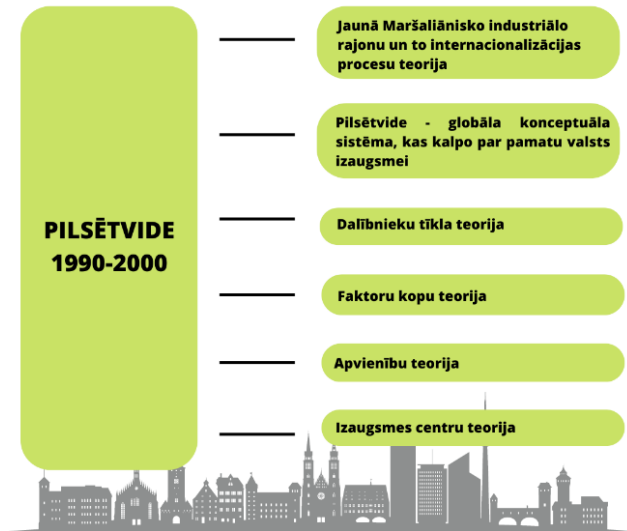 PILSĒTVIDE
1990-2000
Jaunā Maršaliānisko industriālo
rajonu un to internacionalizācijas
procesu teorija
Pilsētvide - globāla konceptuāla
sistēma, kas kalpo par pamatu valsts
izaugsmei
Dalībnieku tīkla teorija
Faktoru kopu teorija
Apvienību teorija
Izaugsmes centru teorija